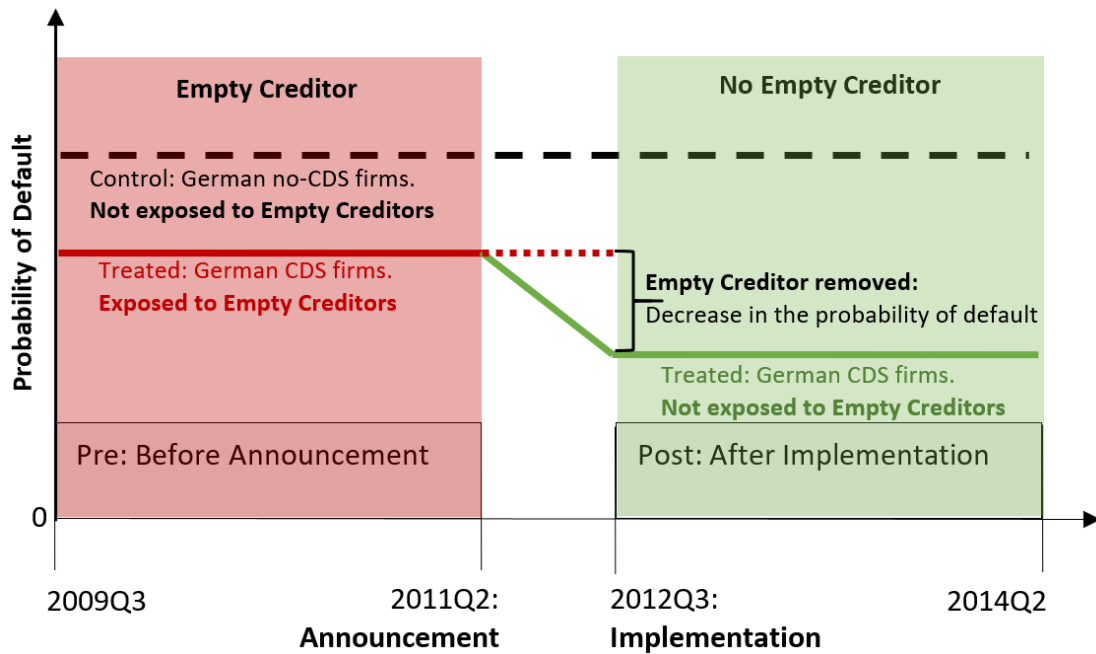 Empty Creditor
No Empty Creditor
Probability of Default
Control: German no-CDS firms.
Not exposed to Empty Creditors
Treated: German CDS firms.
Exposed to Empty Creditors
Empty Creditor removed:
Decrease in the probability of default
Treated: German CDS firms.
Not exposed to Empty Creditors
Pre: Before Announcement
Post: After Implementation
0
2009Q3
2011Q2:
Announcement
2012Q3:
Implementation
2014Q2